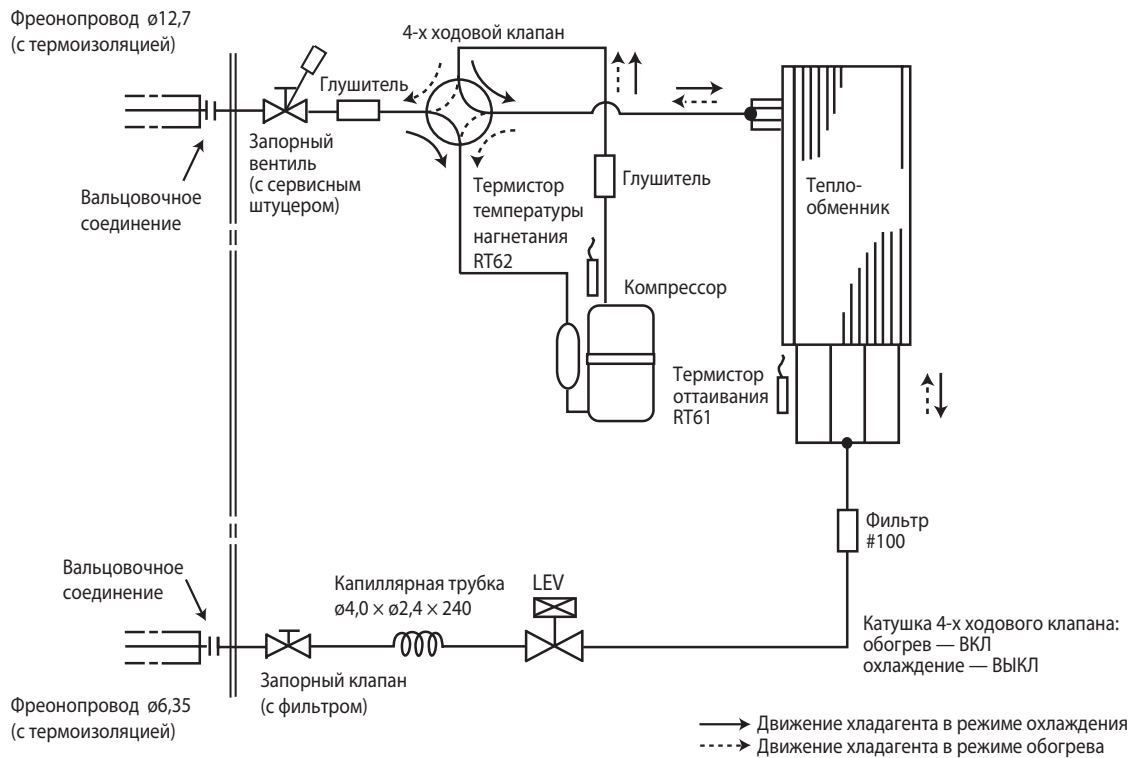 Фреонопровод ø12,7
(с термоизоляцией)
4-х ходовой клапан
Глушитель
Запорный
вентиль
(с сервисным
штуцером)
Вальцовочное
соединение
Термистор
температуры
нагнетания
RT62
Глушитель
Тепло-
обменник
Компрессор
Термистор
оттаивания
RT61
Фильтр
#100
Вальцовочное
соединение
Капиллярная трубка
ø4,0 × ø2,4 × 240
LEV
Катушка 4-х ходового клапана:
обогрев — ВКЛ
охлаждение — ВЫКЛ
Запорный клапан
(с фильтром)
Фреонопровод ø6,35
(с термоизоляцией)
Движение хладагента в режиме охлаждения
Движение хладагента в режиме обогрева